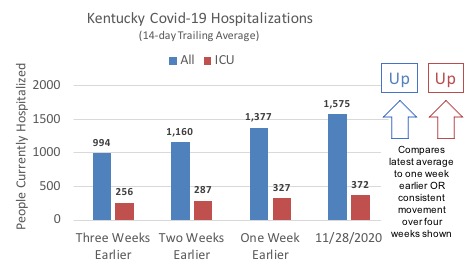 Kentucky Covid-19 Hospitalizations
(14-day Trailing Average)
All ICU
People Currently Hospitalized
2000
1500
1000
500
0
994
256
1,160
287
1,377
327
1,575
372
Three Weeks
Earlier
Two Weeks
Earlier
One Week
Earlier
11/28/2020
Up Up
Compares
latest average
to one week
earlier OR
consistent
movement
over four
weeks shown